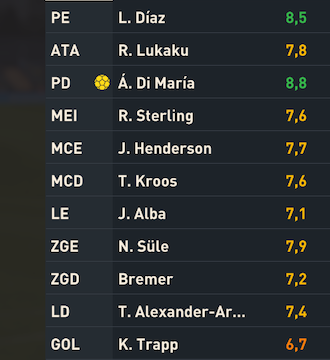 PE L. Díaz 8,5
ATA R. Lukaku 7,8
PD Á. Di María 8,8
MEI R. Sterling 7,6
MCE J. Henderson 7,7
MCD T. Kroos 7,6
LE J. Alba 7,1
ZGE N. Süle 7,9
ZGD Bremer 7,2
LD T. Alexander-Ar... 7,4
GOL K. Trapp 6,7